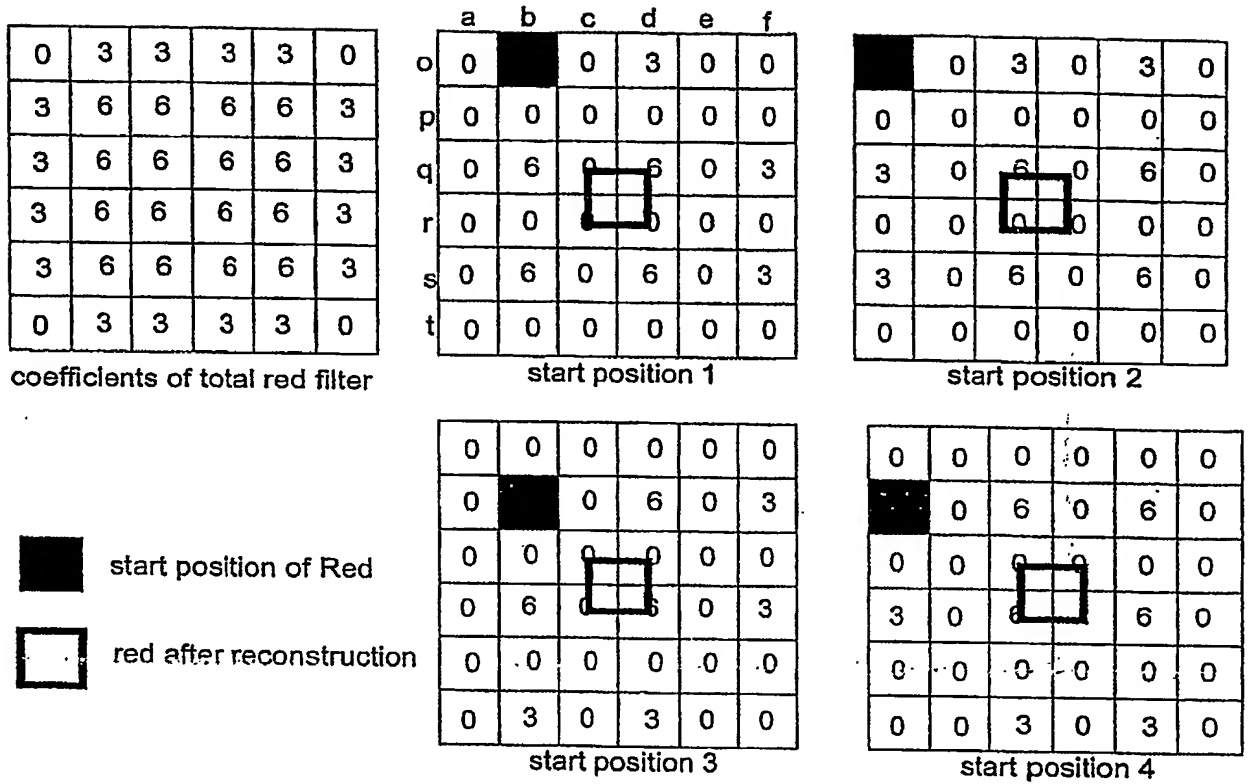 0 3 3 3 3 0
3 6 6 6 6 3
3 6 6 6 6 3
3 6 6 6 6 3
3 6 6 6 6 3
0 3 3 3 3 0
coefficients of total red filter
a b c d e f
o 0 0 3 0 0
p 0 0 0 0 0 0
q 0 6 0 6 0 3
r 0 0 0 0 0
s 0 6 0 6 0 3
t 0 0 0 0 0 0
start position 1
0 3 0 3 0
0 0 0 0 0 0
3 0 6 0 6 0
0 0 0 0 0 0
3 0 6 0 6 0
0 0 0 0 0 0
start position 2
start position of Red
red after reconstruction
0 0 0 0 0 0
0 0 6 0 3
0 0 0 0 0 0
0 6 0 6 0 3
0 0 0 0 0 0
0 3 0 3 0 0
start position 3
0 0 0 0 0 0
0 6 0 6 0
0 0 0 0 0 0
3 0 6 6 0
0 0 0 0 0 0
0 0 3 0 3 0
start position 4